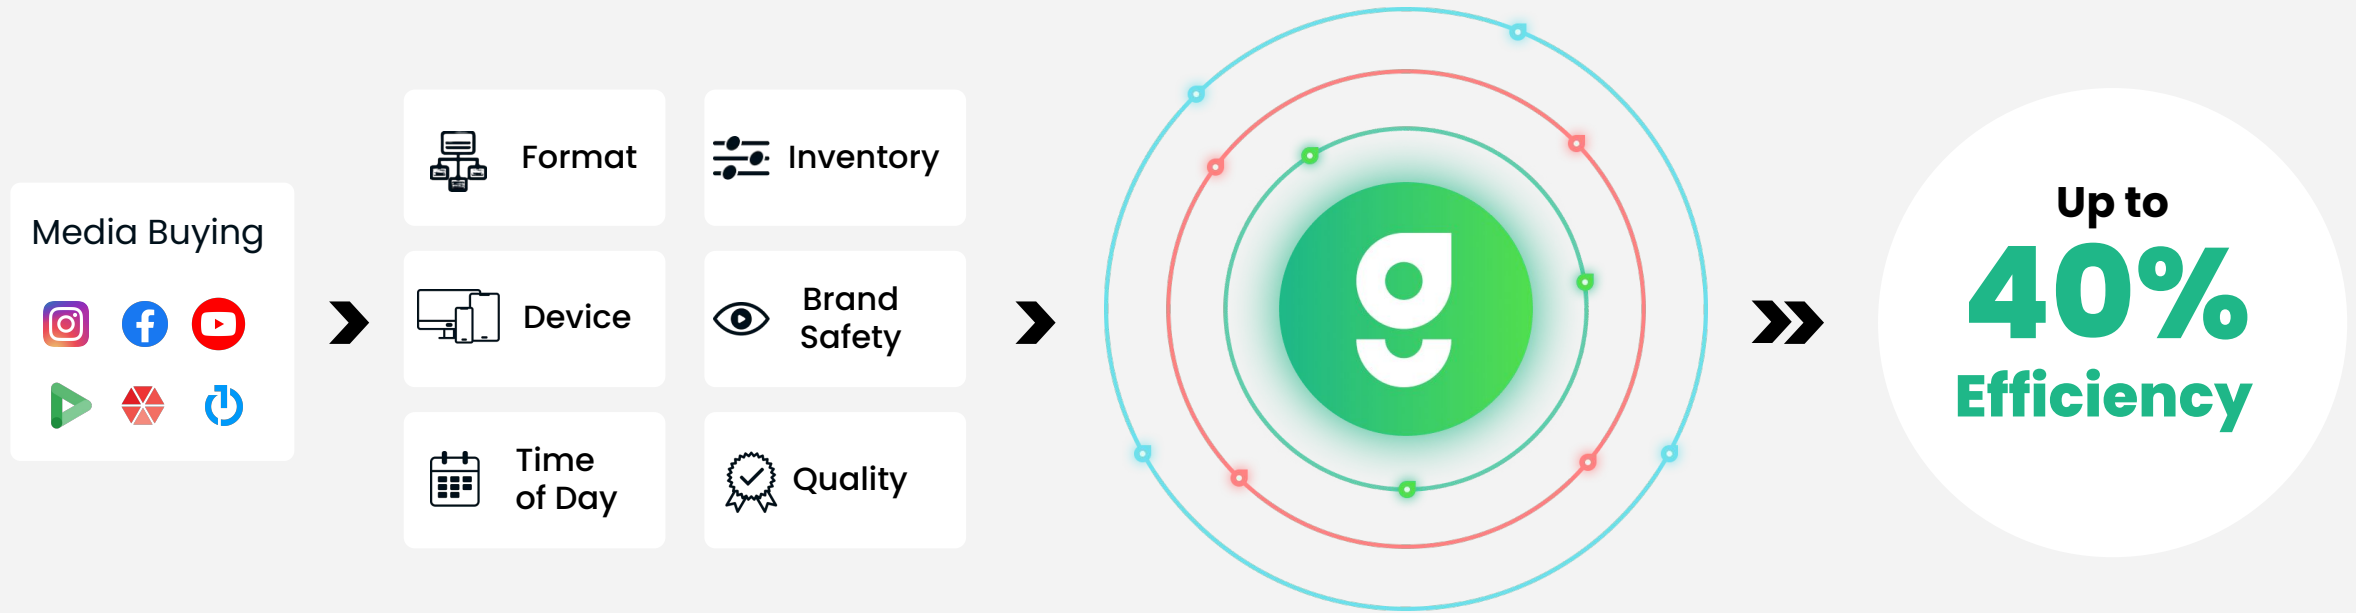 Media Buying
Format
Inventory
Device
Brand
Safety
Time
of Day
Quality
Up to
40%
Efficiency